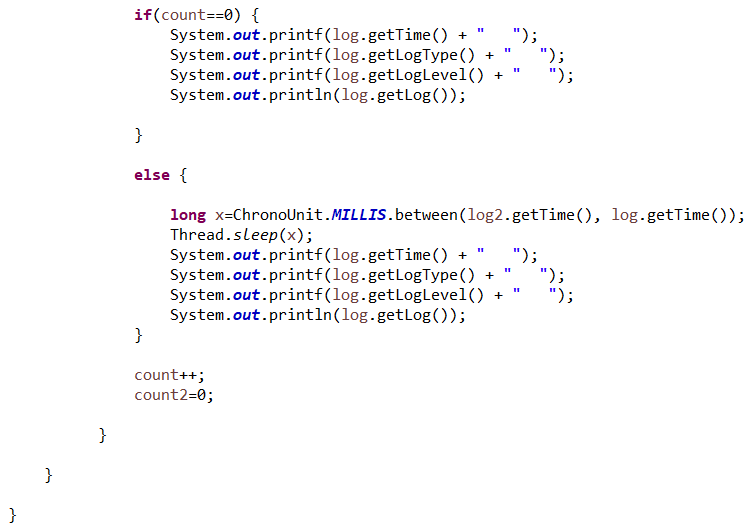 if(count==0) {
System.out.printf(log.getTime() + "   ");
System.out.printf(log.getLogType() + "   ");
System.out.printf(log.getLogLevel() + "   ");
System.out.println(log.getLog());
}
else {
long x=ChronoUnit.MILLIS.between(log2.getTime(), log.getTime());
Thread.sleep(x);
System.out.printf(log.getTime() + "   ");
System.out.printf(log.getLogType() + "   ");
System.out.printf(log.getLogLevel() + "   ");
System.out.println(log.getLog());
}
count++;
count2=0;
}
}
}